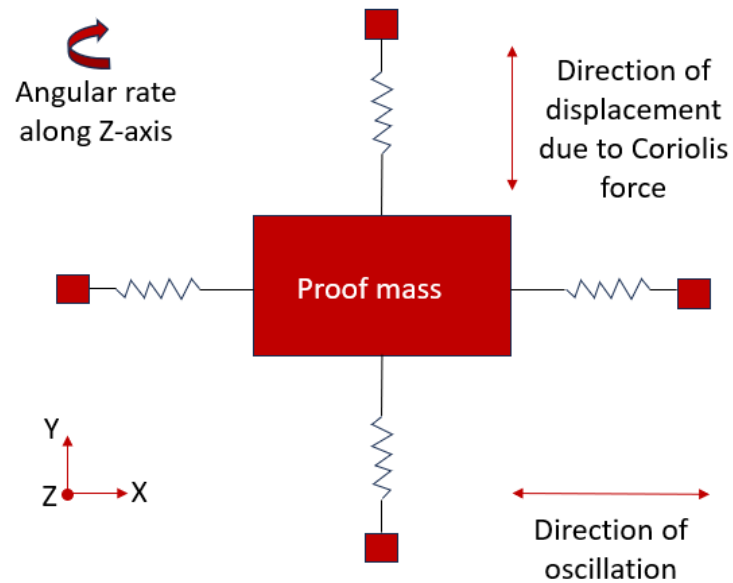 Angular rate
along Z-axis
Direction of
displacement
due to Coriolis
force
Proof mass
Y
Z
X
Direction of
oscillation